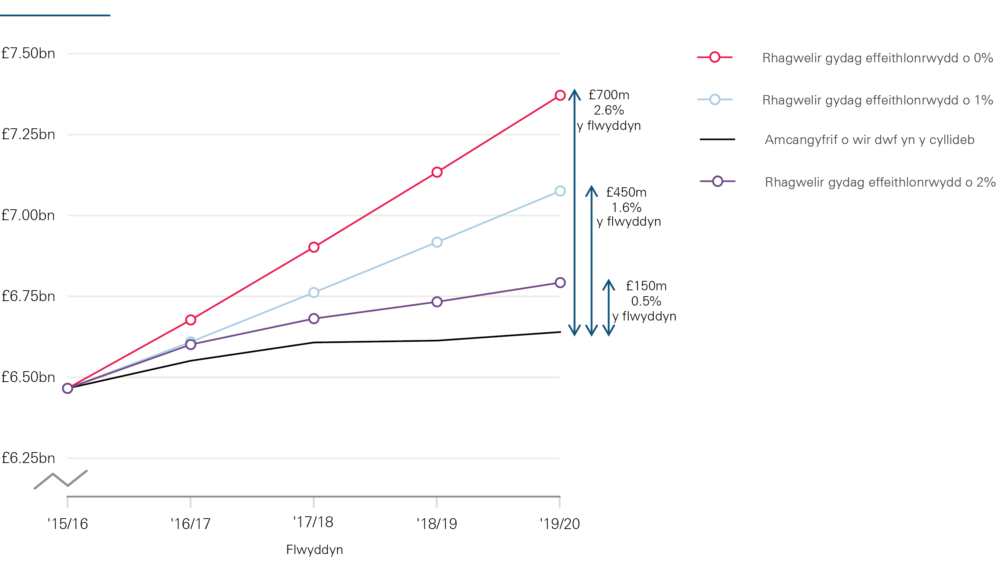 £7.50bn
£7.25bn
£7.00bn
£6.75bn
£6.50bn
£6.25bn
'15/16
'16/17
'17/18
'18/19
'19/20
Flwyddyn
£700m
2.6%
y flwyddyn
£450m
1.6%
y flwyddyn
£150m
0.5%
y flwyddyn
Rhagwelir gydag effeithlonrwydd o 0%
Rhagwelir gydag effeithlonrwydd o 1%
Amcangyfrif o wir dwf yn y cyllideb
Rhagwelir gydag effeithlonrwydd o 2%